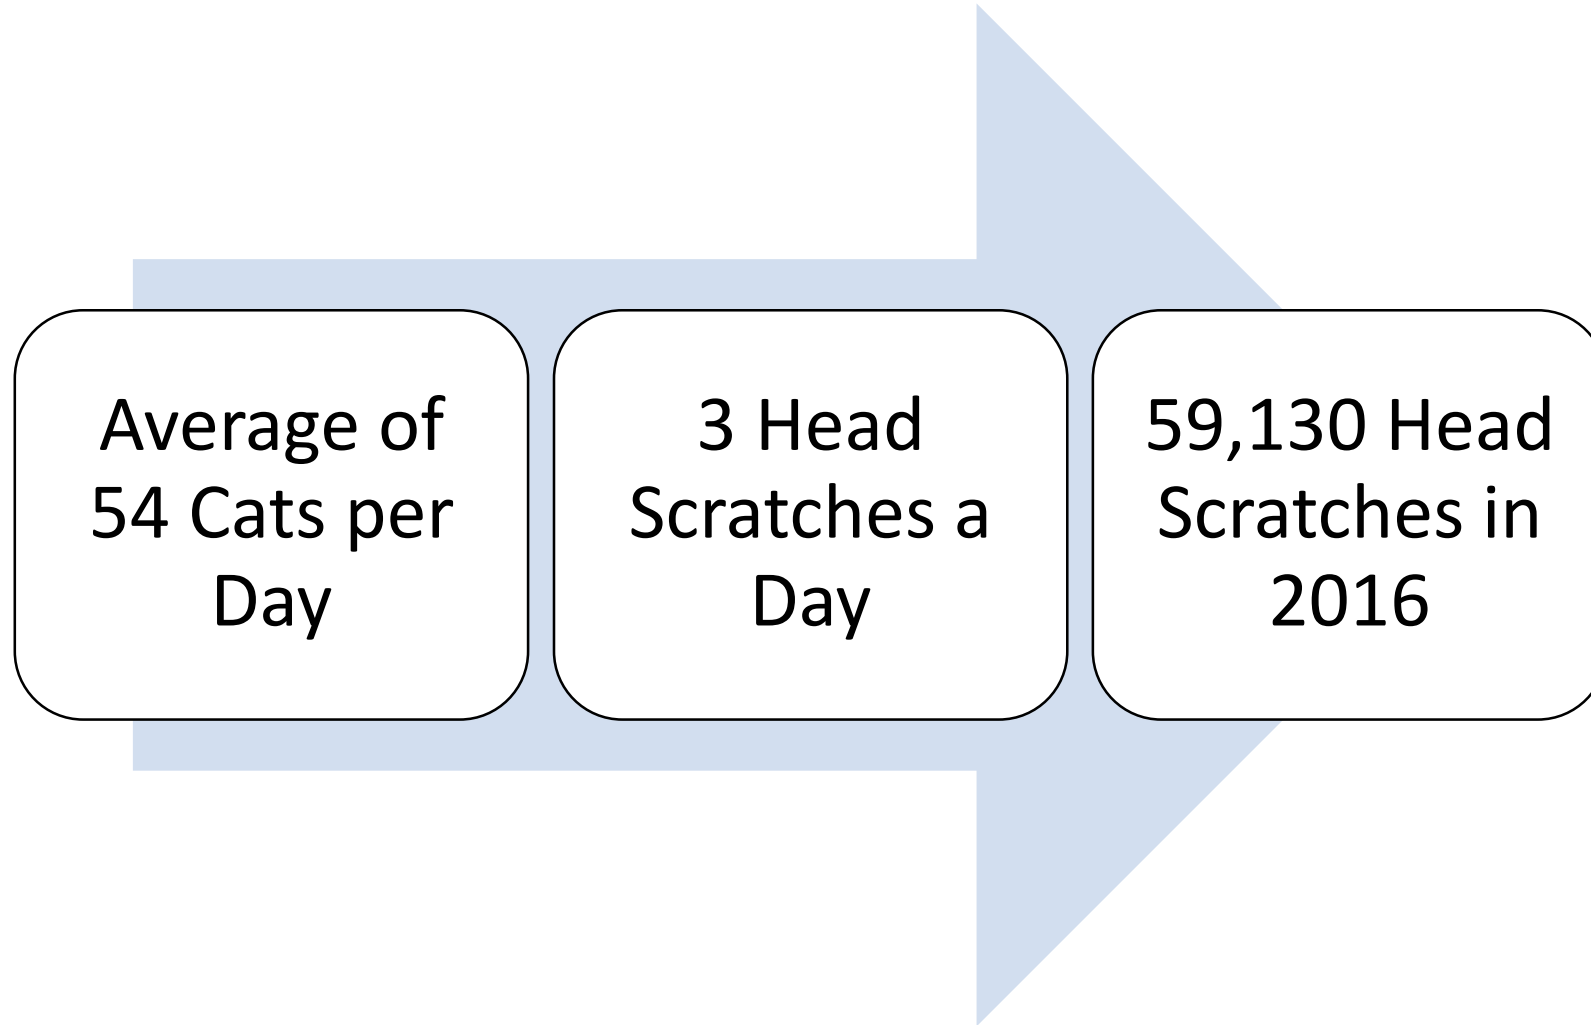 Average of
54 Cats per
Day
3 Head
Scratches a
Day
59,130 Head
Scratches in
2016